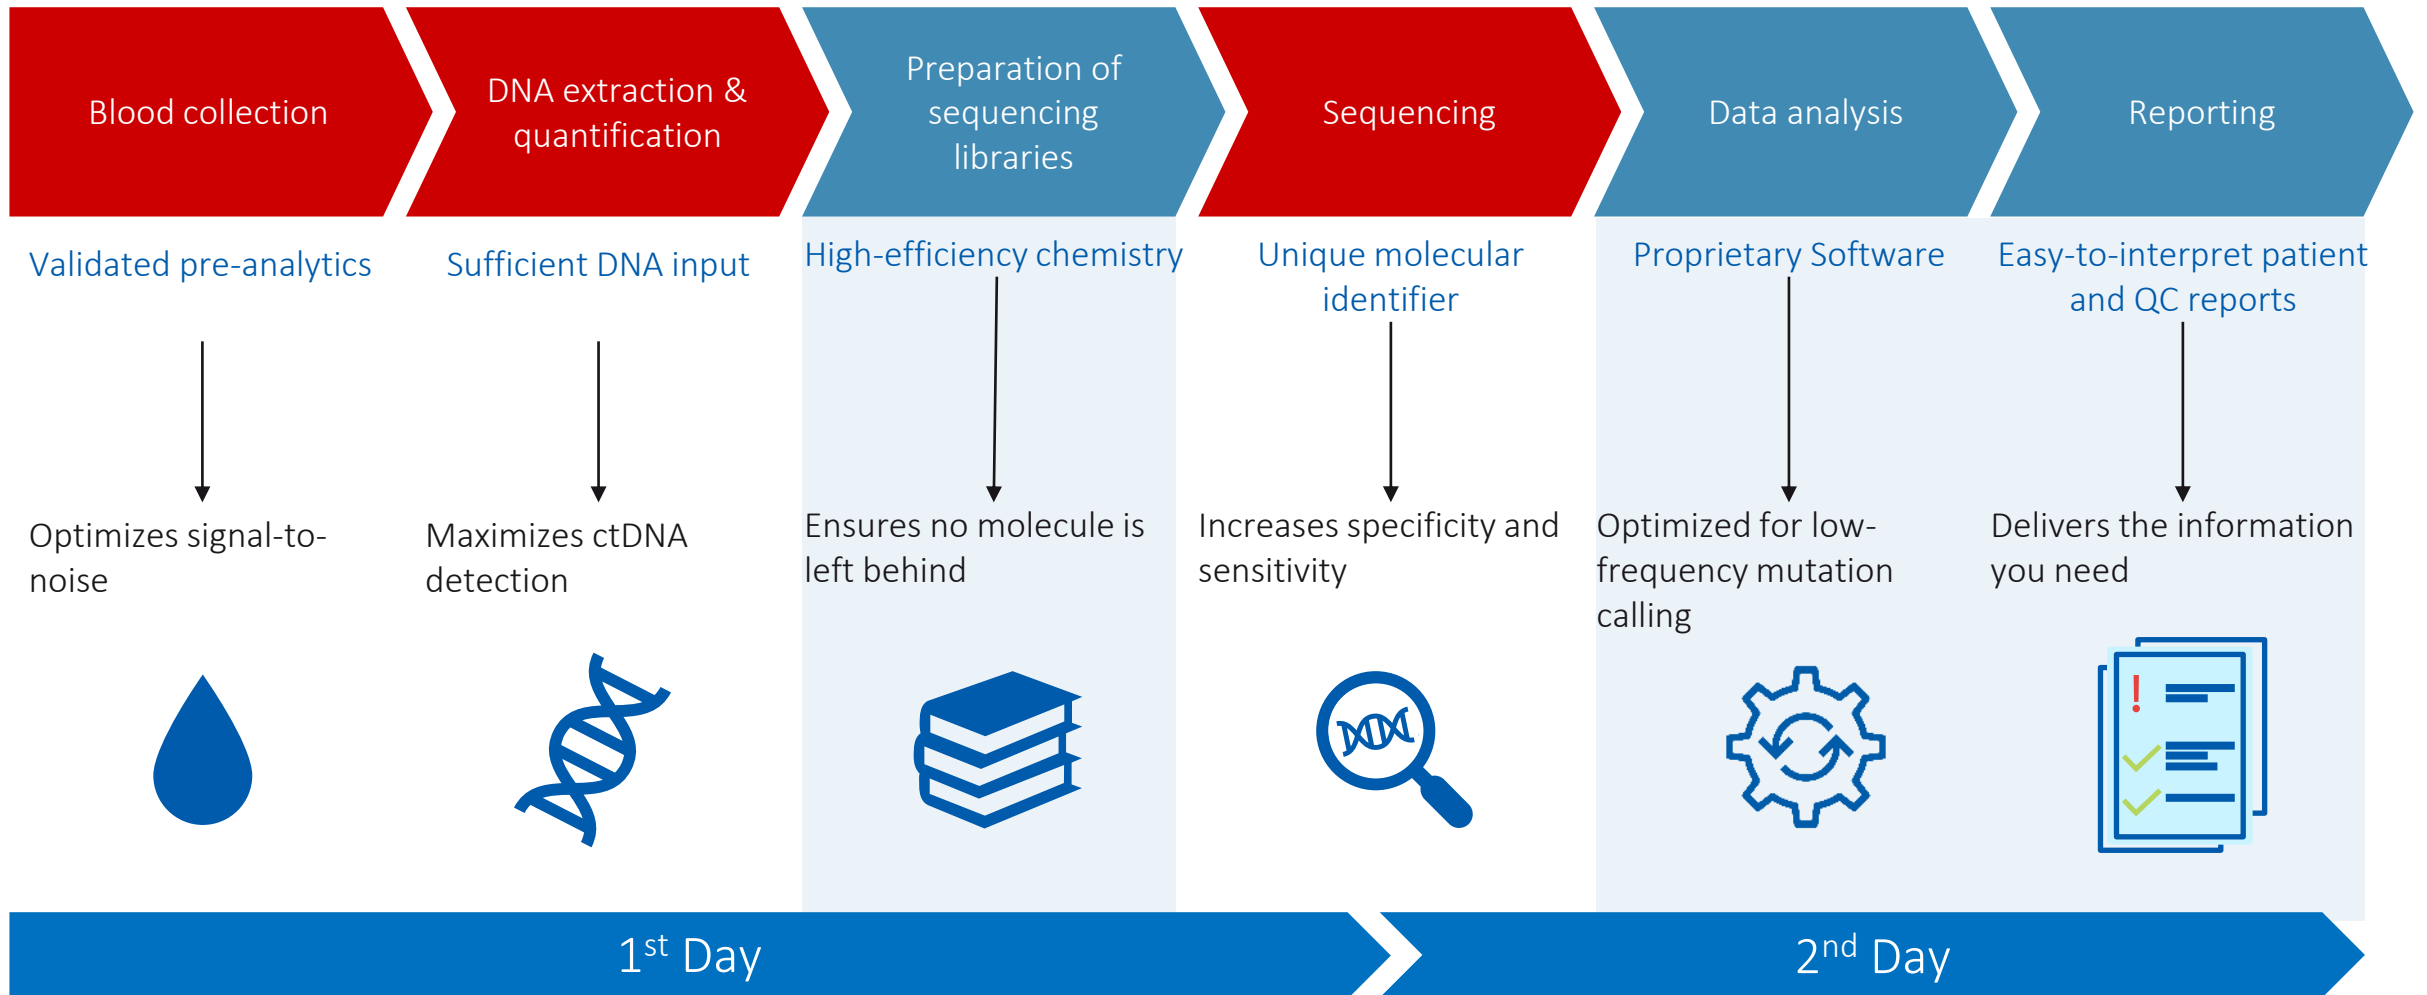 Blood collection
DNA extraction &
quantification
Preparation of
sequencing
libraries
Sequencing
Data analysis
Reporting
Validated pre-analytics
Sufficient DNA input
High-efficiency chemistry
Unique molecular
identifier
Proprietary Software
Easy-to-interpret patient
and QC reports
Optimizes signal-to-
noise
Maximizes ctDNA
detection
Ensures no molecule is
left behind
Increases specificity and
sensitivity
Optimized for low-
frequency mutation
calling
Delivers the information
you need
!
1st Day
2nd Day